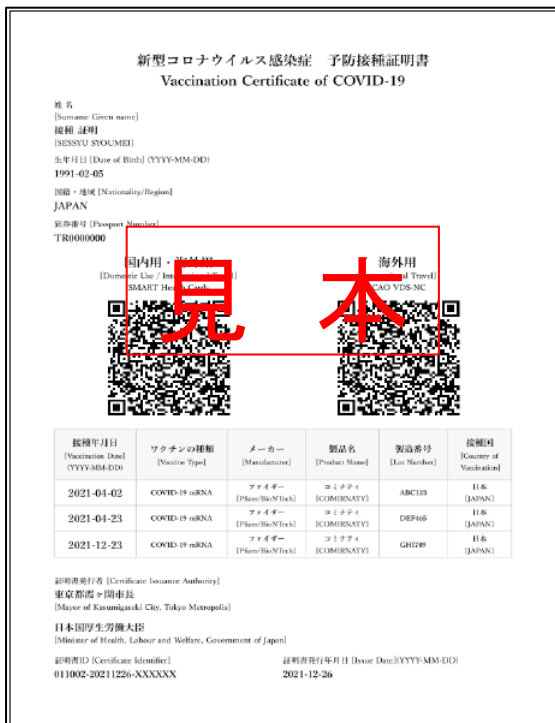 新型コロナウイルス感染症 予防接種証明書
Vaccination Certificate of COVID-19
姓 名
[Surname Given name]
接種 証明
[SESSYU SYOUMEI]
生年月日 [Date of Birth] (YYYY-MM-DD)
1991-02-05
国籍・地域 [Nationality/Region]
JAPAN
旅券番号 [Passport Number]
TR0000000
国内用・海外用 海外用
[Domestic Use / Inter l] al Travel]
SMART Health Cards CAO VDS-NC
見本
接種年月日 ワクチンの種類 メーカー 製品名 製造番号 接種国
[Vaccination Date] [Vaccine Type] [Manufacturer] [Product Name] [Lot Number] [Country of
(YYYY-MM-DD) Vaccination]
2021-04-02 COVID-19 mRNA ファイザー コミナティ ABC123 日本
[Pfizer/BioNTech] [COMIRNATY] [JAPAN]
2021-04-23 COVID-19 mRNA ファイザー コミナティ DEF465 日本
[Pfizer/BioNTech] [COMIRNATY] [JAPAN]
2021-12-23 COVID-19 mRNA ファイザー コミナティ GHI789 日本
[Pfizer/BioNTech] [COMIRNATY] [JAPAN]
証明書発行者 [Certificate Issuance Authority]
東京都霞ヶ関市長
[Mayor of Kasumigaseki City, Tokyo Metropolis]
日本国厚生労働大臣
[Minister of Health, Labour and Welfare, Government of Japan]
証明書ID [Certificate Identifier] 証明書発行年月日 [Issue Date](YYYY-MM-DD)
011002-20211226-XXXXXX 2021-12-26